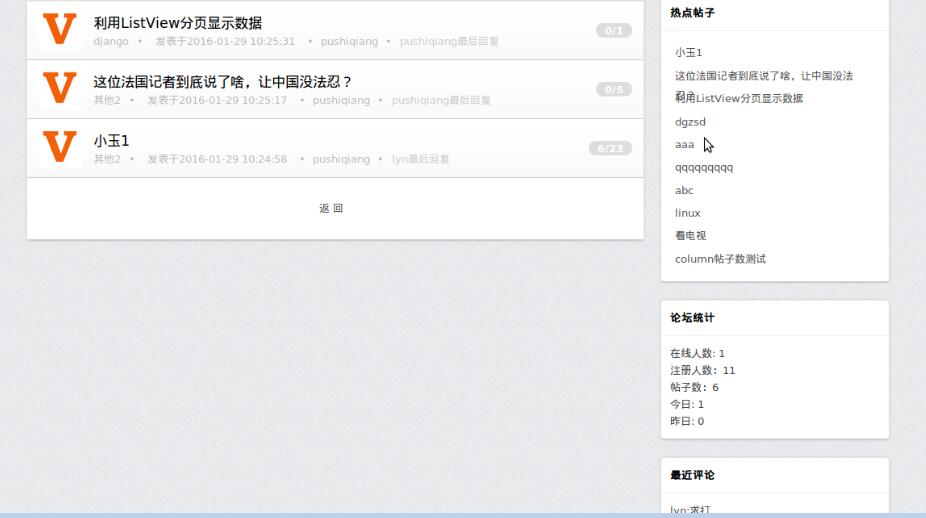 V
利用ListView分页显示数据
django • 发表于2016-01-29 10:25:31 • pushiqiang • pushiqiang最后回复
0/1
V
这位法国记者到底说了啥，让中国没法忍？
其他2 • 发表于2016-01-29 10:25:17 • pushiqiang • pushiqiang最后回复
0/5
V
小玉1
其他2 • 发表于2016-01-29 10:24:58 • pushiqiang • lyn最后回复
6/23
返 回
热点帖子
小玉1
这位法国记者到底说了啥，让中国没法
忍？
利用ListView分页显示数据
dgzsd
aaa
qqqqqqqqq
abc
linux
看电视
column帖子数测试
论坛统计
在线人数: 1
注册人数：11
帖子数：6
今日: 1
昨日: 0
最近评论
lyn:求打